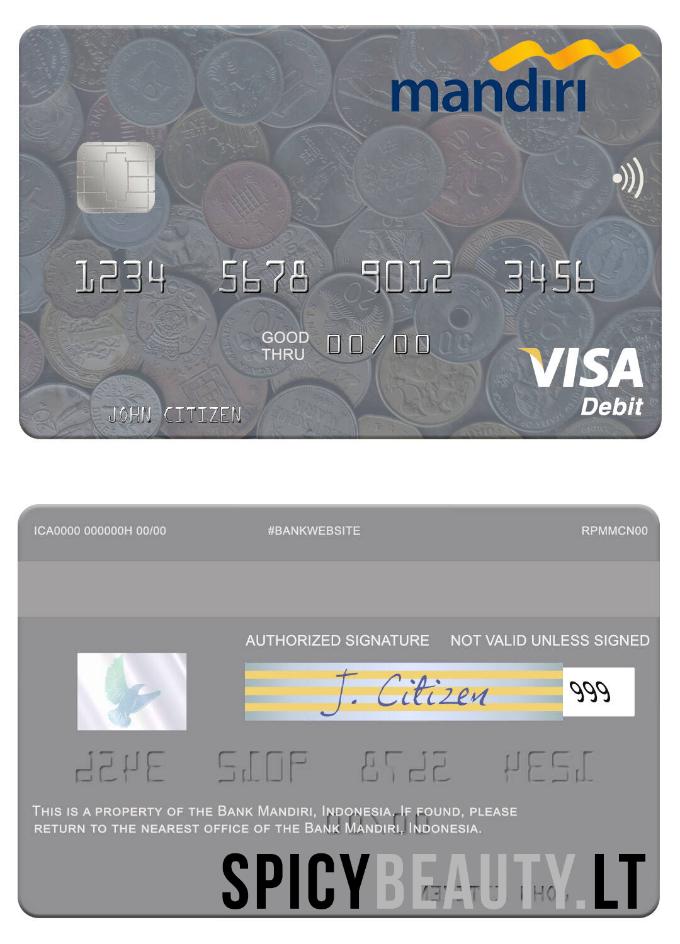 mandırı
1234 5678 9012 3456
GOOD THRU 00/00
VISA
Debit
JOHN CITIZEN
ICA0000 000000H 00/00 #BANKWEBSITE RPMMCN00
AUTHORIZED SIGNATURE NOT VALID UNLESS SIGNED
J. Citizen 999
THIS IS A PROPERTY OF THE BANK MANDIRI, INDONESIA. IF FOUND, PLEASE
RETURN TO THE NEAREST OFFICE OF THE BANK MANDIRI, INDONESIA.
SPICYBEAUTY.LT